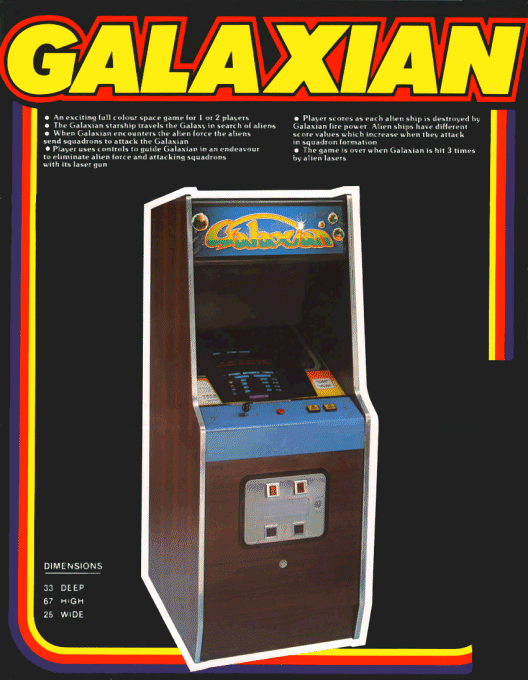 GALAXIAN
● An exciting full colour space game for 1 or 2 players
● The Galaxian starship travels the Galaxy in search of aliens
● When Galaxian encounters the alien force the aliens
send squadrons to attack the Galaxian
● Player uses controls to guide Galaxian in an endeavour
to eliminate alien force and attacking squadrons
with its laser gun
● Player scores as each alien ship is destroyed by
Galaxian fire power. Alien ships have different
score values which increase when they attack
in squadron formation
● The game is over when Galaxian is hit 3 times
by alien lasers
Galaxian
DIMENSIONS
33 DEEP
67 HIGH
25 WIDE